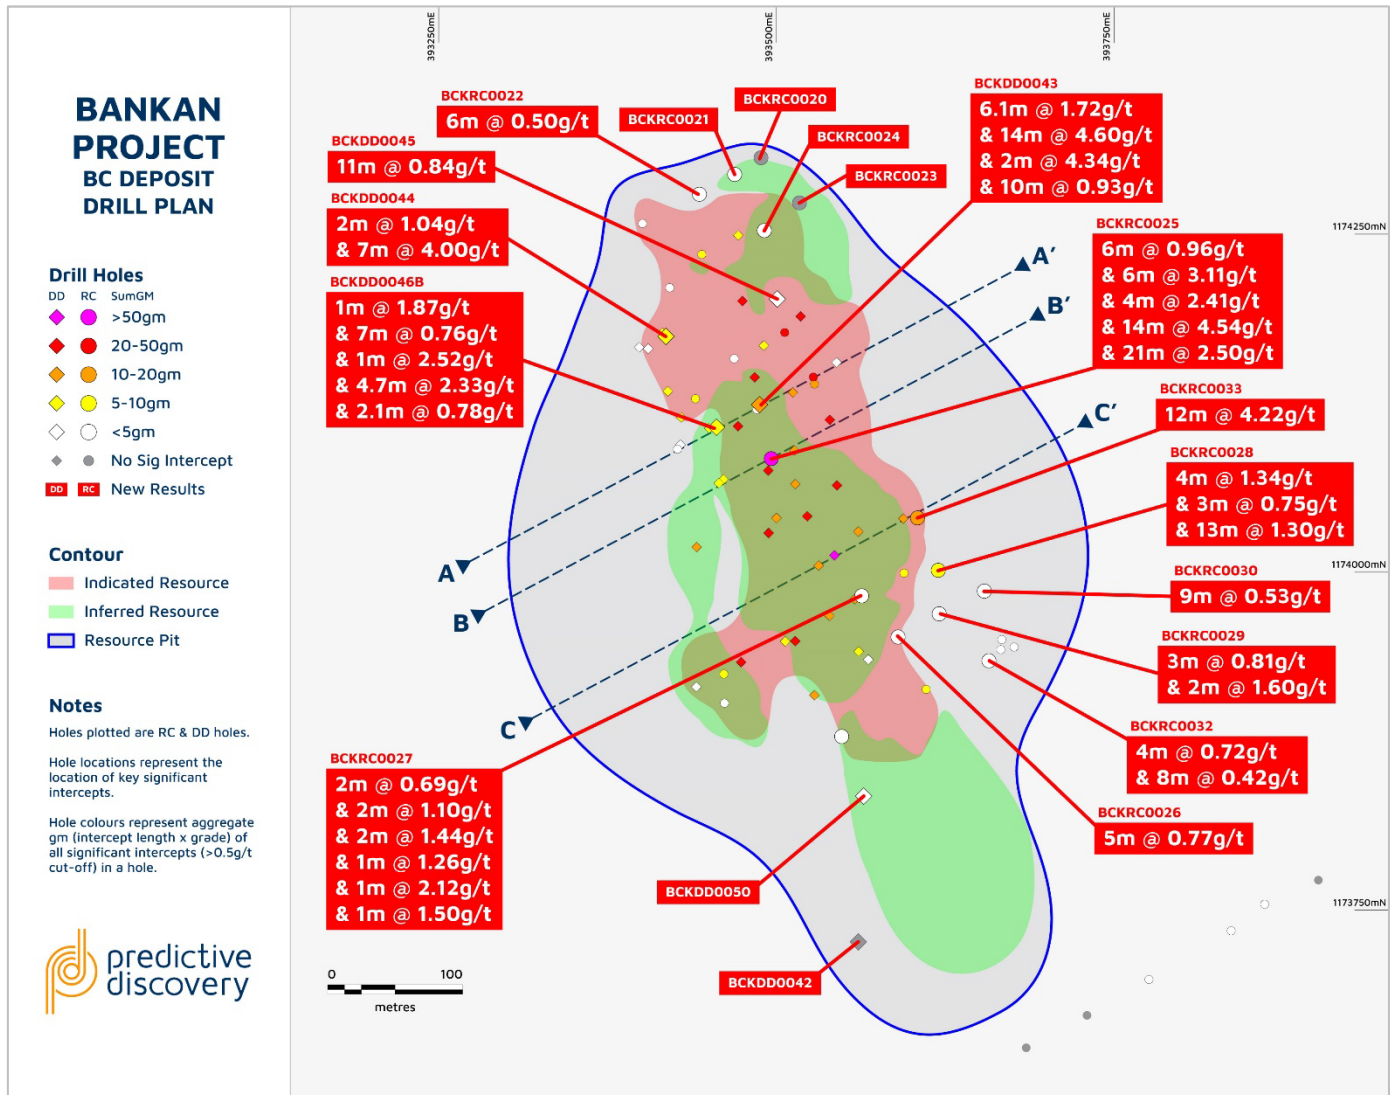 BANKAN
PROJECT
BC DEPOSIT
DRILL PLAN
Drill Holes
DD RC SumGM
>50gm
20-50gm
10-20gm
5-10gm
<5gm
No Sig Intercept
DD RC New Results
Contour
Indicated Resource
Inferred Resource
Resource Pit
Notes
Holes plotted are RC & DD holes.
Hole locations represent the
location of key significant
intercepts.
Hole colours represent aggregate
gm (intercept length x grade) of
all significant intercepts (>0.5g/t
cut-off) in a hole.
predictive
discovery
393250mE
393500mE
393750mE
1174250mN
1174000mN
1173750mN
BCKRC0022
6m @ 0.50g/t
BCKRC0021
BCKRC0020
BCKRC0024
BCKRC0023
BCKDD0045
11m @ 0.84g/t
BCKDD0044
2m @ 1.04g/t
& 7m @ 4.00g/t
BCKDD0046B
1m @ 1.87g/t
& 7m @ 0.76g/t
& 1m @ 2.52g/t
& 4.7m @ 2.33g/t
& 2.1m @ 0.78g/t
BCKDD0043
6.1m @ 1.72g/t
& 14m @ 4.60g/t
& 2m @ 4.34g/t
& 10m @ 0.93g/t
BCKRC0025
6m @ 0.96g/t
& 6m @ 3.11g/t
& 4m @ 2.41g/t
& 14m @ 4.54g/t
& 21m @ 2.50g/t
BCKRC0033
12m @ 4.22g/t
BCKRC0028
4m @ 1.34g/t
& 3m @ 0.75g/t
& 13m @ 1.30g/t
BCKRC0030
9m @ 0.53g/t
BCKRC0029
3m @ 0.81g/t
& 2m @ 1.60g/t
BCKRC0032
4m @ 0.72g/t
& 8m @ 0.42g/t
BCKRC0026
5m @ 0.77g/t
BCKRC0027
2m @ 0.69g/t
& 2m @ 1.10g/t
& 2m @ 1.44g/t
& 1m @ 1.26g/t
& 1m @ 2.12g/t
& 1m @ 1.50g/t
BCKDD0050
BCKDD0042
A'
B'
C'
A
B
C
0 100
metres